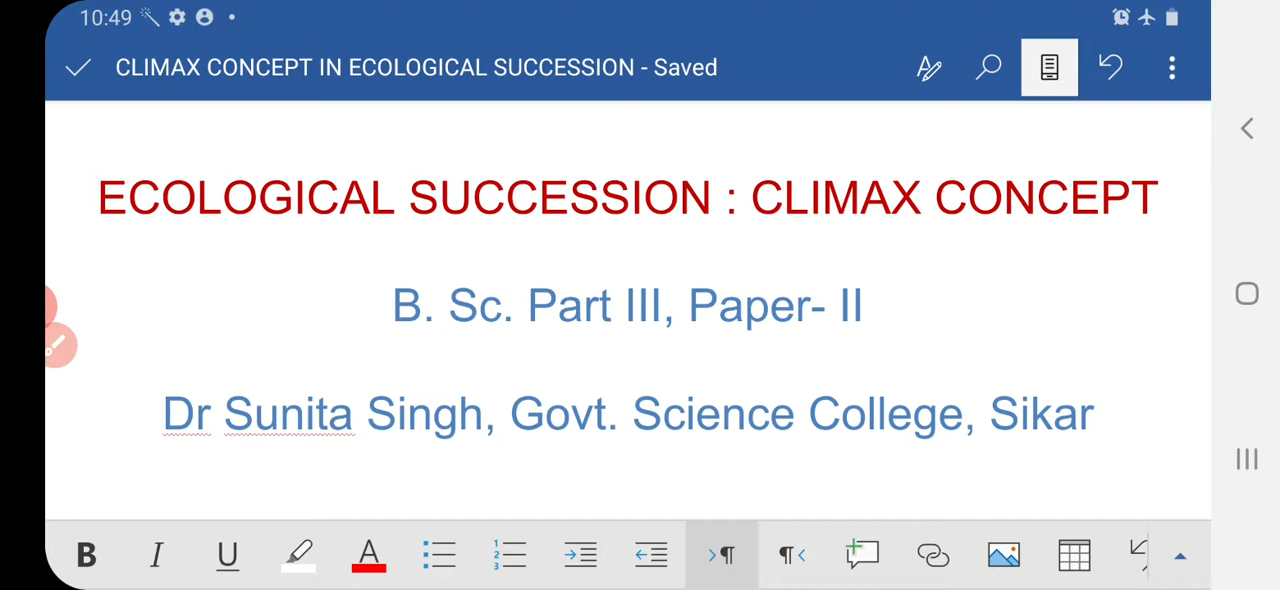 10:49
CLIMAX CONCEPT IN ECOLOGICAL SUCCESSION - Saved
ECOLOGICAL SUCCESSION : CLIMAX CONCEPT
B. Sc. Part III, Paper- II
Dr Sunita Singh, Govt. Science College, Sikar
B I U A